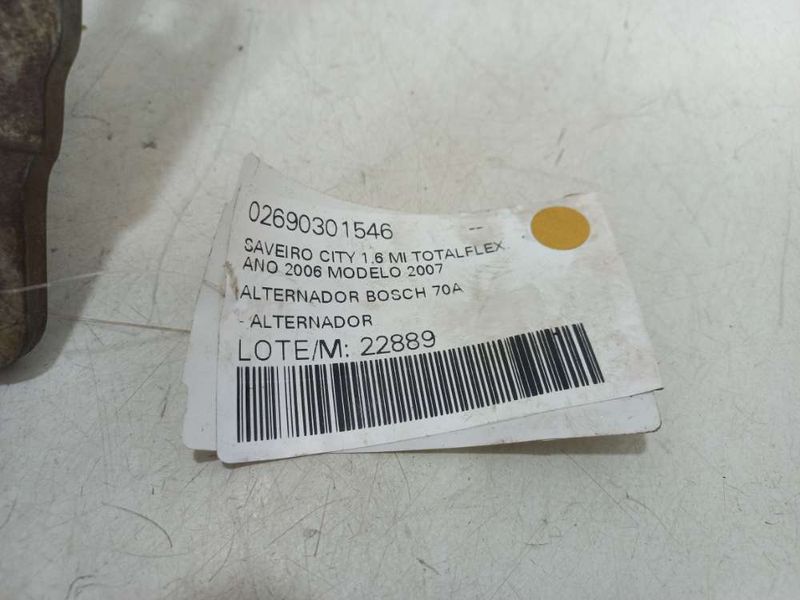 02690301546
SAVEIRO CITY 1.6 MI TOTALFLEX
ANO 2006 MODELO 2007
ALTERNADOR BOSCH 70A
- ALTERNADOR
LOTE/M: 22889